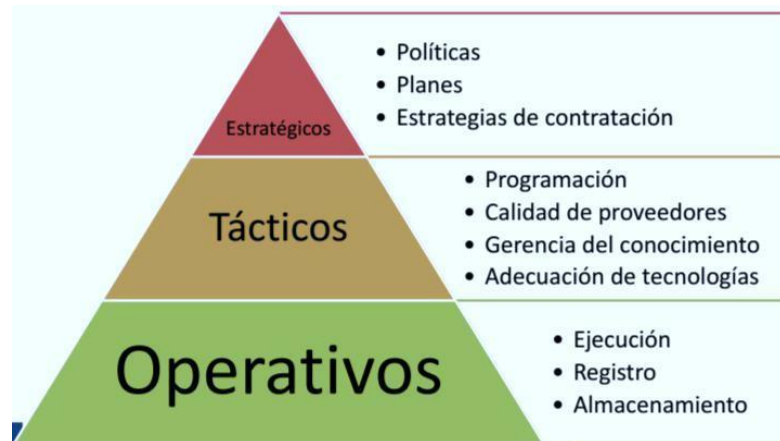 • Políticas
• Planes
• Estrategias de contratación
Estratégicos
• Programación
• Calidad de proveedores
• Gerencia del conocimiento
• Adecuación de tecnologías
Tácticos
• Ejecución
• Registro
• Almacenamiento
Operativos